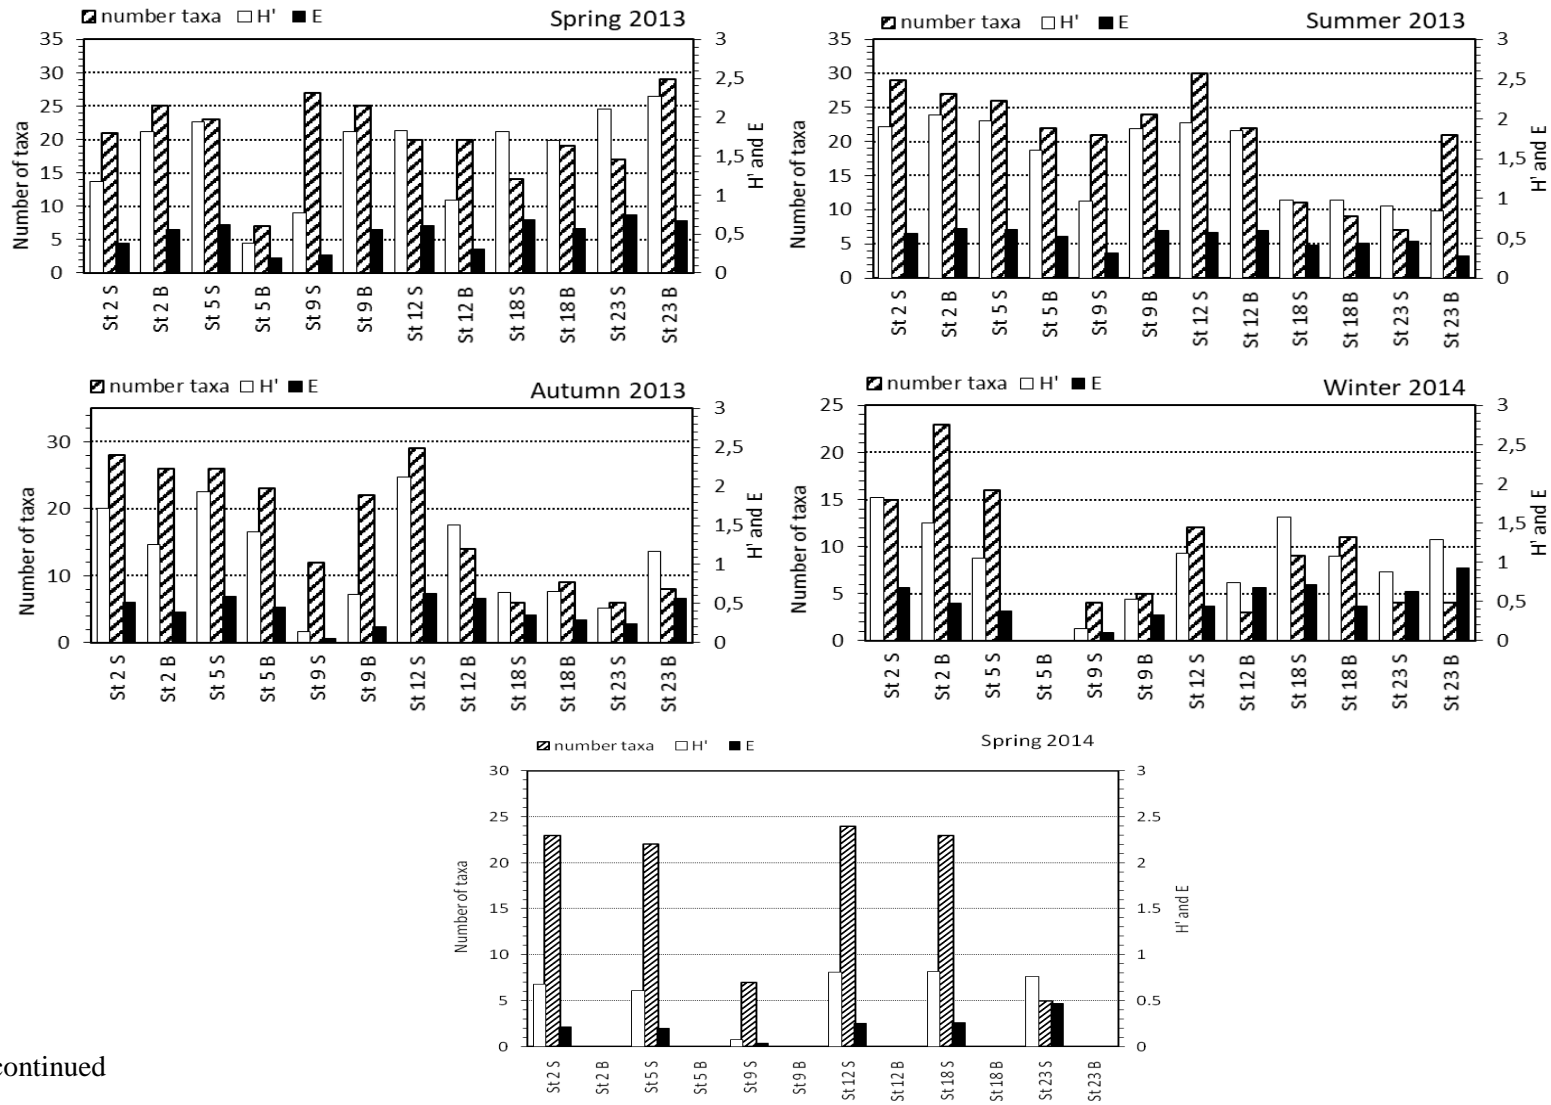 number taxa H' E Spring 2013
35 30 25 20 15 10 5 0
Number of taxa
3 2,5 2 1,5 1 0,5 0
H' and E
St 2 S St 2 B St 5 S St 5 B St 9 S St 9 B St 12 S St 12 B St 18 S St 18 B St 23 S St 23 B
number taxa H' E Summer 2013
35 30 25 20 15 10 5 0
Number of taxa
3 2,5 2 1,5 1 0,5 0
H' and E
St 2 S St 2 B St 5 S St 5 B St 9 S St 9 B St 12 S St 12 B St 18 S St 18 B St 23 S St 23 B
number taxa H' E Autumn 2013
30 20 10 0
Number of taxa
3 2,5 2 1,5 1 0,5 0
H' and E
St 2 S St 2 B St 5 S St 5 B St 9 S St 9 B St 12 S St 12 B St 18 S St 18 B St 23 S St 23 B
number taxa H' E Winter 2014
25 20 15 10 5 0
Number of taxa
3 2,5 2 1,5 1 0,5 0
H' and E
St 2 S St 2 B St 5 S St 5 B St 9 S St 9 B St 12 S St 12 B St 18 S St 18 B St 23 S St 23 B
number taxa H' E Spring 2014
30 25 20 15 10 5 0
Number of taxa
3 2.5 2 1.5 1 0.5 0
H' and E
St 2 S St 2 B St 5 S St 5 B St 9 S St 9 B St 12 S St 12 B St 18 S St 18 B St 23 S St 23 B
continued